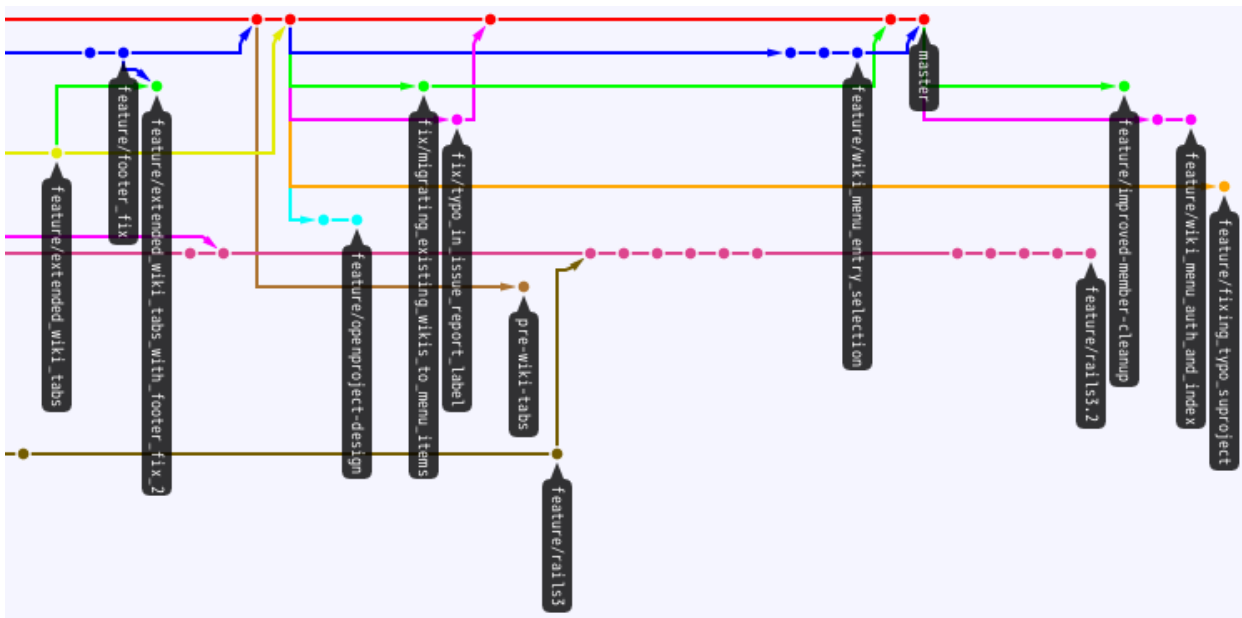 feature/extended_wiki_tabs
feature/footer_fix
feature/extended_wiki_tabs_with_footer_fix_2
feature/openproject-design
fix/migrating_existing_wikis_to_menu_items
fix/typo_in_issue_report_label
pre-wiki-tabs
feature/rails3
feature/wiki_menu_entry_selection
master
feature/rails3.2
feature/improved-member-cleanup
feature/wiki_menu_auth_and_index
feature/fixing_typo_suproject